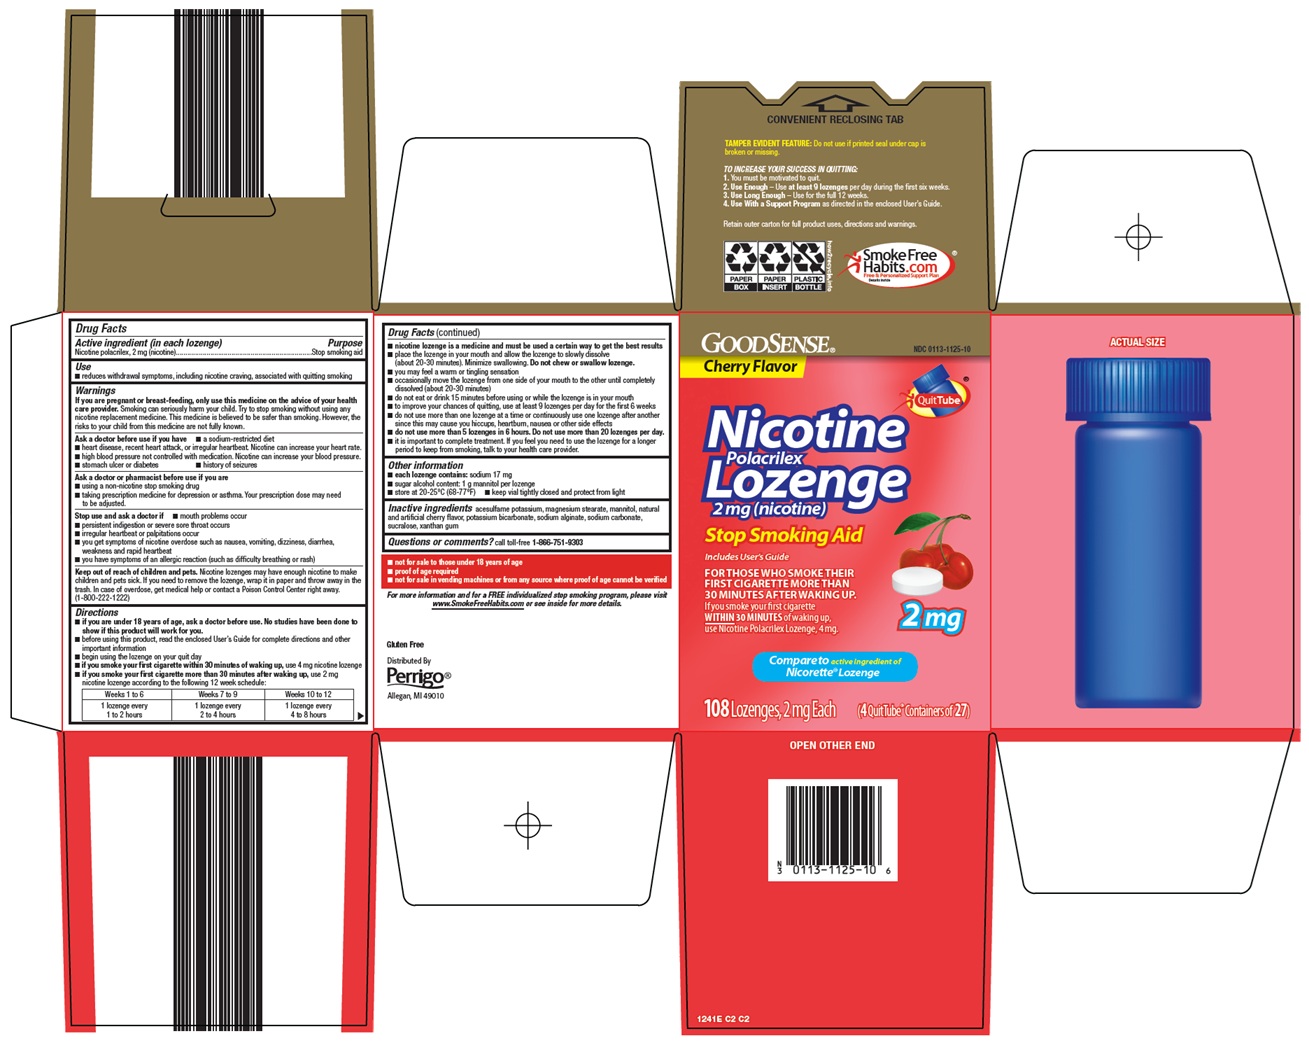 CONVENIENT RECLOSING TAB
TAMPER EVIDENT FEATURE: Do not use if printed seal under cap is
broken or missing.
TO INCREASE YOUR SUCCESS IN QUITTING:
1. You must be motivated to quit.
2. Use Enough – Use at least 9 lozenges per day during the first six weeks.
3. Use Long Enough – Use for the full 12 weeks.
4. Use With a Support Program as directed in the enclosed User's Guide.
Retain outer carton for full product uses, directions and warnings.
PAPER
BOX
PAPER
INSERT
PLASTIC
BOTTLE
how2recycle.info
SmokeFree
Habits.com®
Free & Personalized Support Plan
Details Inside
Drug Facts
Active ingredient (in each lozenge) Purpose
Nicotine polacrilex, 2 mg (nicotine)..........Stop smoking aid
Use
■ reduces withdrawal symptoms, including nicotine craving, associated with quitting smoking
Warnings
If you are pregnant or breast-feeding, only use this medicine on the advice of your health
care provider. Smoking can seriously harm your child. Try to stop smoking without using any
nicotine replacement medicine. This medicine is believed to be safer than smoking. However, the
risks to your child from this medicine are not fully known.
Ask a doctor before use if you have ■ a sodium-restricted diet
■ heart disease, recent heart attack, or irregular heartbeat. Nicotine can increase your heart rate.
■ high blood pressure not controlled with medication. Nicotine can increase your blood pressure.
■ stomach ulcer or diabetes ■ history of seizures
Ask a doctor or pharmacist before use if you are
■ using a non-nicotine stop smoking drug
■ taking prescription medicine for depression or asthma. Your prescription dose may need
to be adjusted.
Stop use and ask a doctor if ■ mouth problems occur
■ persistent indigestion or severe sore throat occurs
■ irregular heartbeat or palpitations occur
■ you get symptoms of nicotine overdose such as nausea, vomiting, dizziness, diarrhea,
weakness and rapid heartbeat
■ you have symptoms of an allergic reaction (such as difficulty breathing or rash)
Keep out of reach of children and pets. Nicotine lozenges may have enough nicotine to make
children and pets sick. If you need to remove the lozenge, wrap it in paper and throw away in the
trash. In case of overdose, get medical help or contact a Poison Control Center right away.
(1-800-222-1222)
Directions
■ if you are under 18 years of age, ask a doctor before use. No studies have been done to
show if this product will work for you.
■ before using this product, read the enclosed User's Guide for complete directions and other
important information
■ begin using the lozenge on your quit day
■ if you smoke your first cigarette within 30 minutes of waking up, use 4 mg nicotine lozenge
■ if you smoke your first cigarette more than 30 minutes after waking up, use 2 mg
nicotine lozenge according to the following 12 week schedule:
Weeks 1 to 6 Weeks 7 to 9 Weeks 10 to 12
1 lozenge every 1 lozenge every 1 lozenge every
1 to 2 hours 2 to 4 hours 4 to 8 hours
Drug Facts (continued)
■ nicotine lozenge is a medicine and must be used a certain way to get the best results
■ place the lozenge in your mouth and allow the lozenge to slowly dissolve
(about 20-30 minutes). Minimize swallowing. Do not chew or swallow lozenge.
■ you may feel a warm or tingling sensation
■ occasionally move the lozenge from one side of your mouth to the other until completely
dissolved (about 20-30 minutes)
■ do not eat or drink 15 minutes before using or while the lozenge is in your mouth
■ to improve your chances of quitting, use at least 9 lozenges per day for the first 6 weeks
■ do not use more than one lozenge at a time or continuously use one lozenge after another
since this may cause you hiccups, heartburn, nausea or other side effects
■ do not use more than 5 lozenges in 6 hours. Do not use more than 20 lozenges per day.
■ it is important to complete treatment. If you feel you need to use the lozenge for a longer
period to keep from smoking, talk to your health care provider.
Other information
■ each lozenge contains: sodium 17 mg
■ sugar alcohol content: 1 g mannitol per lozenge
■ store at 20-25°C (68-77°F) ■ keep vial tightly closed and protect from light
Inactive ingredients acesulfame potassium, magnesium stearate, mannitol, natural
and artificial cherry flavor, potassium bicarbonate, sodium alginate, sodium carbonate,
sucralose, xanthan gum
Questions or comments? call toll-free 1-866-751-9303
■ not for sale to those under 18 years of age
■ proof of age required
■ not for sale in vending machines or from any source where proof of age cannot be verified
For more information and for a FREE individualized stop smoking program, please visit
www.SmokeFreeHabits.com or see inside for more details.
Gluten Free
Distributed By
Perrigo®
Allegan, MI 49010
GOODSENSE®
NDC 0113-1125-10
Cherry Flavor
QuitTube®
Nicotine
Polacrilex
Lozenge
2 mg (nicotine)
Stop Smoking Aid
Includes User's Guide
FOR THOSE WHO SMOKE THEIR
FIRST CIGARETTE MORE THAN
30 MINUTES AFTER WAKING UP.
If you smoke your first cigarette
WITHIN 30 MINUTES of waking up,
use Nicotine Polacrilex Lozenge, 4 mg.
2 mg
Compare to active ingredient of
Nicorette® Lozenge
108 Lozenges, 2 mg Each (4 QuitTube® Containers of 27)
ACTUAL SIZE
OPEN OTHER END
N
3 0113-1125-10 6
1241E C2 C2